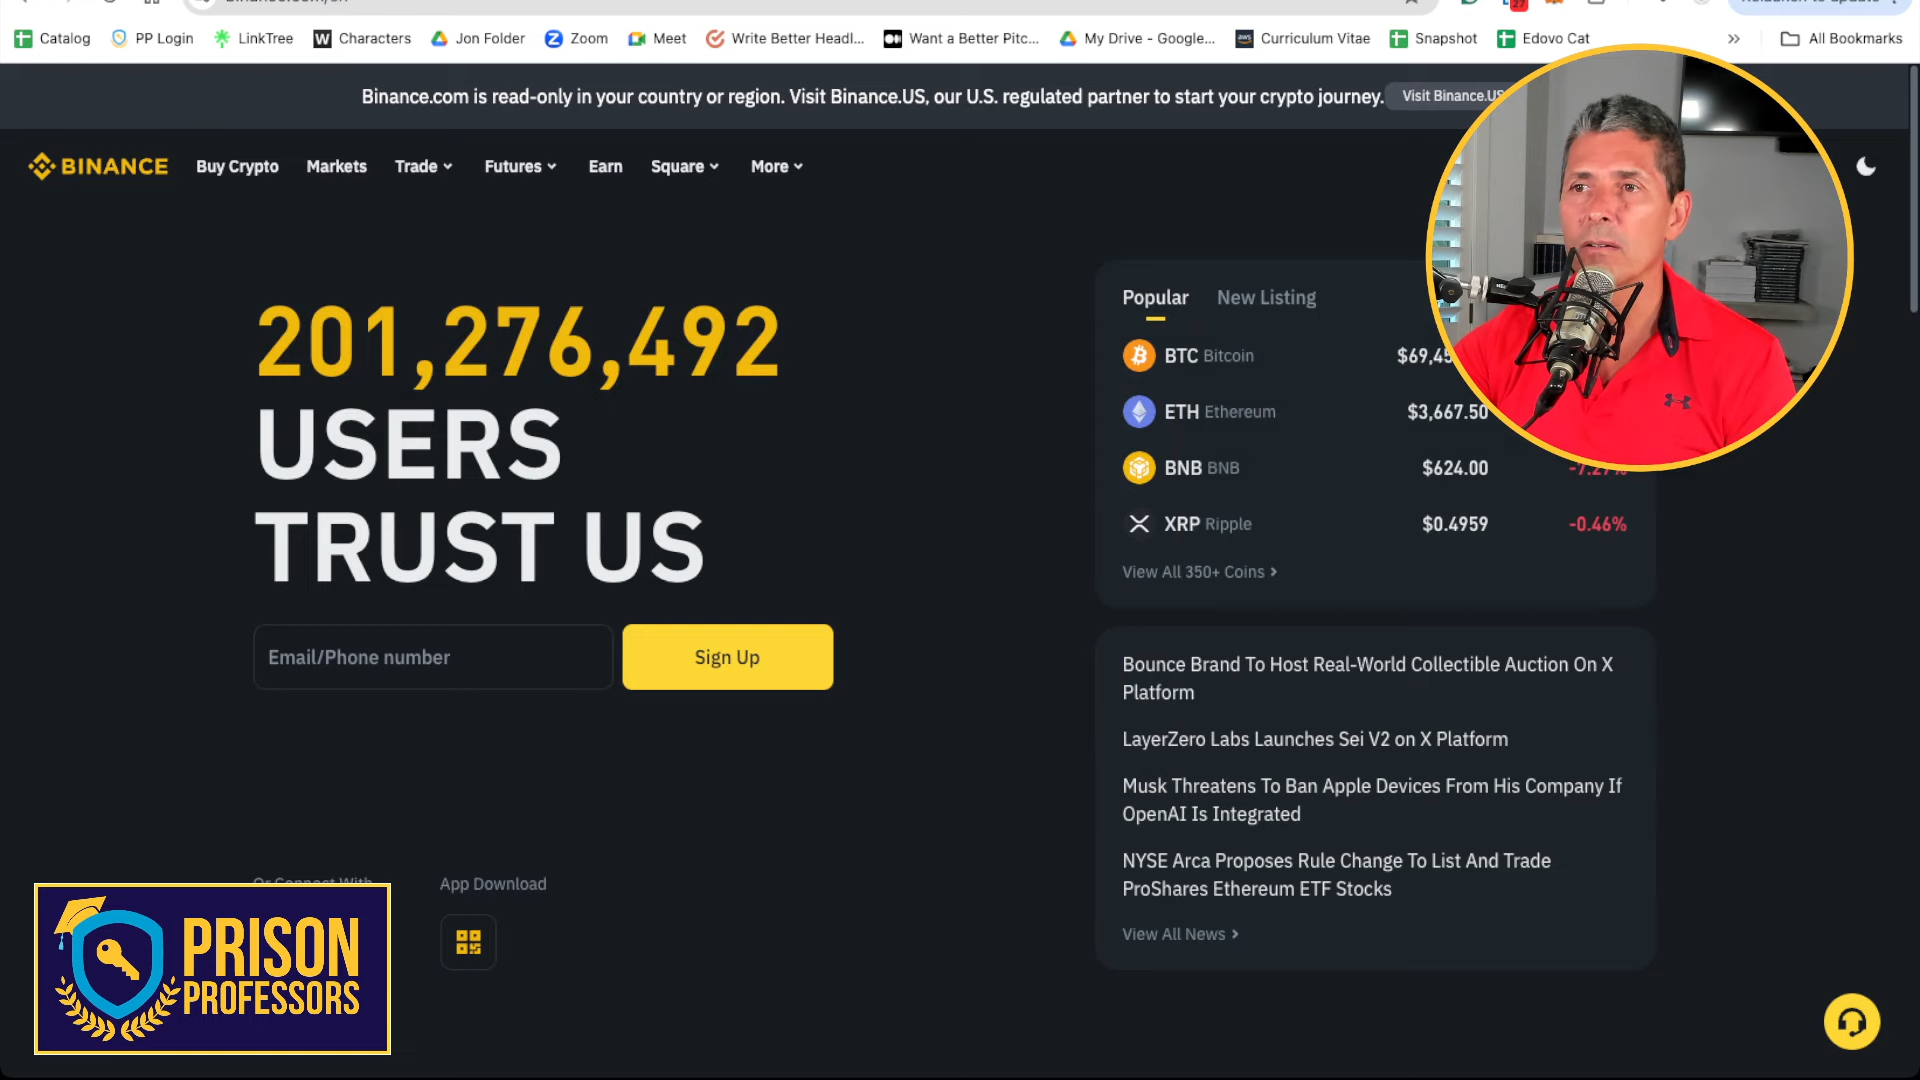 27
Catalog
PP Login
LinkTree
Characters
Jon Folder
Zoom
Meet
Write Better Headl...
Want a Better Pitc...
My Drive - Google...
Curriculum Vitae
Snapshot
Edovo Cat
All Bookmarks
Binance.com is read-only in your country or region. Visit Binance.US, our U.S. regulated partner to start your crypto journey.
Visit Binance.US
BINANCE
Buy Crypto
Markets
Trade
Futures
Earn
Square
More
201,276,492
USERS
TRUST US
Email/Phone number
Sign Up
App Download
Popular
New Listing
BTC Bitcoin
$69,45
ETH Ethereum
$3,667.50
BNB BNB
$624.00
XRP Ripple
$0.4959
-0.46%
View All 350+ Coins
Bounce Brand To Host Real-World Collectible Auction On X
Platform
LayerZero Labs Launches Sei V2 on X Platform
Musk Threatens To Ban Apple Devices From His Company If
OpenAI Is Integrated
NYSE Arca Proposes Rule Change To List And Trade
ProShares Ethereum ETF Stocks
View All News
PRISON
PROFESSORS